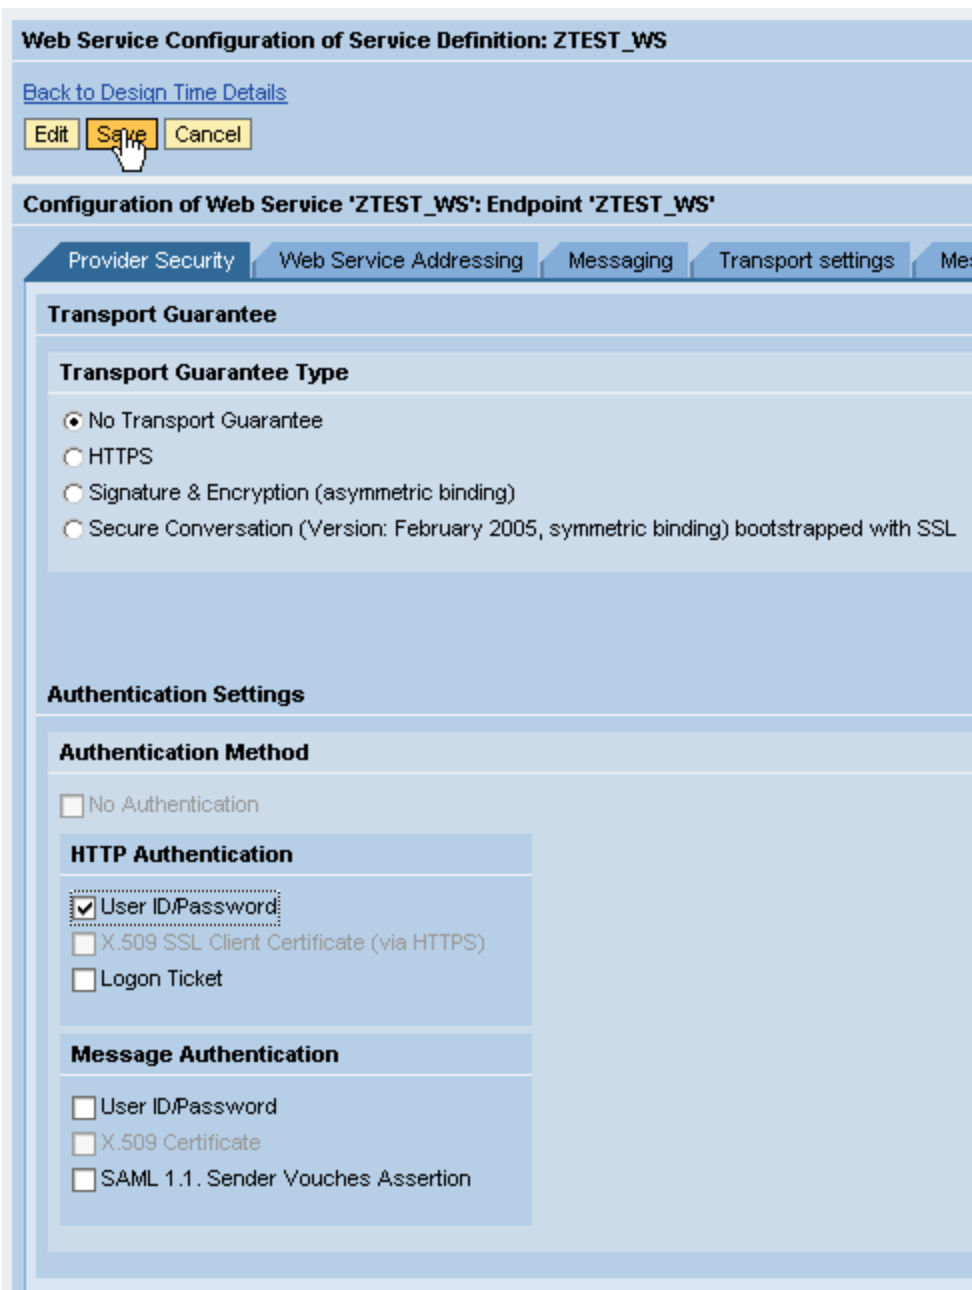 Web Service Configuration of Service Definition: ZTEST_WS
Back to Design Time Details
Edit Save Cancel
Configuration of Web Service 'ZTEST_WS': Endpoint 'ZTEST_WS'
Provider Security Web Service Addressing Messaging Transport settings Mes
Transport Guarantee
Transport Guarantee Type
No Transport Guarantee
HTTPS
Signature & Encryption (asymmetric binding)
Secure Conversation (Version: February 2005, symmetric binding) bootstrapped with SSL
Authentication Settings
Authentication Method
No Authentication
HTTP Authentication
User ID/Password
X.509 SSL Client Certificate (via HTTPS)
Logon Ticket
Message Authentication
User ID/Password
X.509 Certificate
SAML 1.1. Sender Vouches Assertion